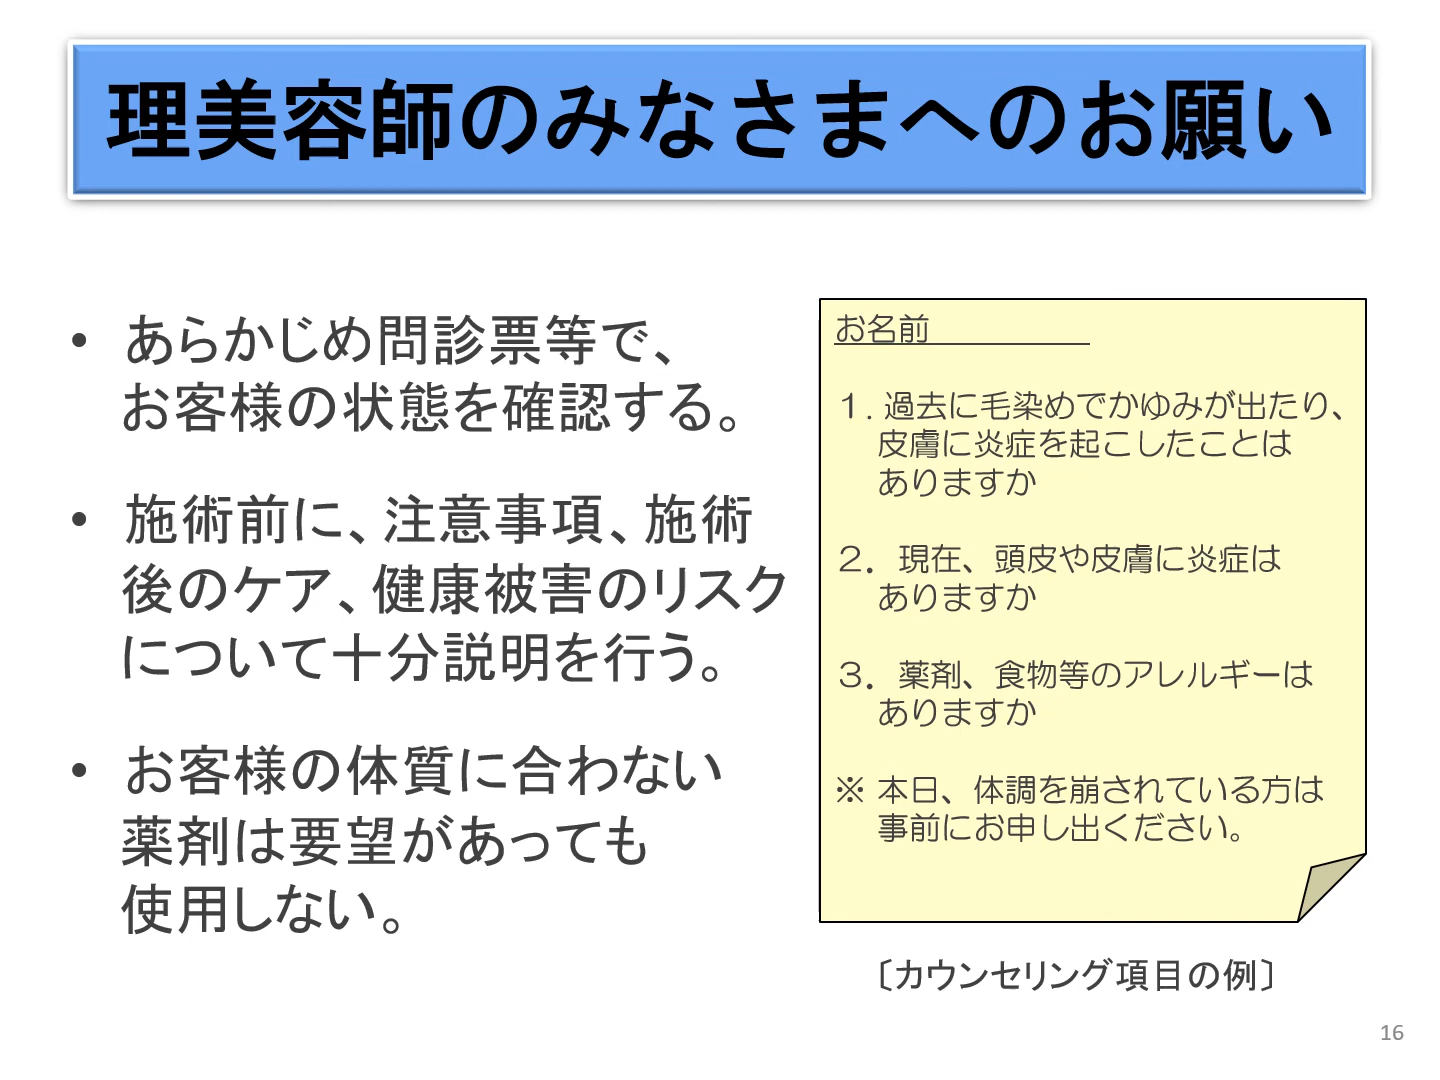 理美容師のみなさまへのお願い
• あらかじめ問診票等で、
お客様の状態を確認する。
• 施術前に、注意事項、施術
後のケア、健康被害のリスク
について十分説明を行う。
• お客様の体質に合わない
薬剤は要望があっても
使用しない。
お名前
１. 過去に毛染めでかゆみが出たり、
皮膚に炎症を起こしたことは
ありますか
２．現在、頭皮や皮膚に炎症は
ありますか
３．薬剤、食物等のアレルギーは
ありますか
※ 本日、体調を崩されている方は
事前にお申し出ください。
〔カウンセリング項目の例〕
16